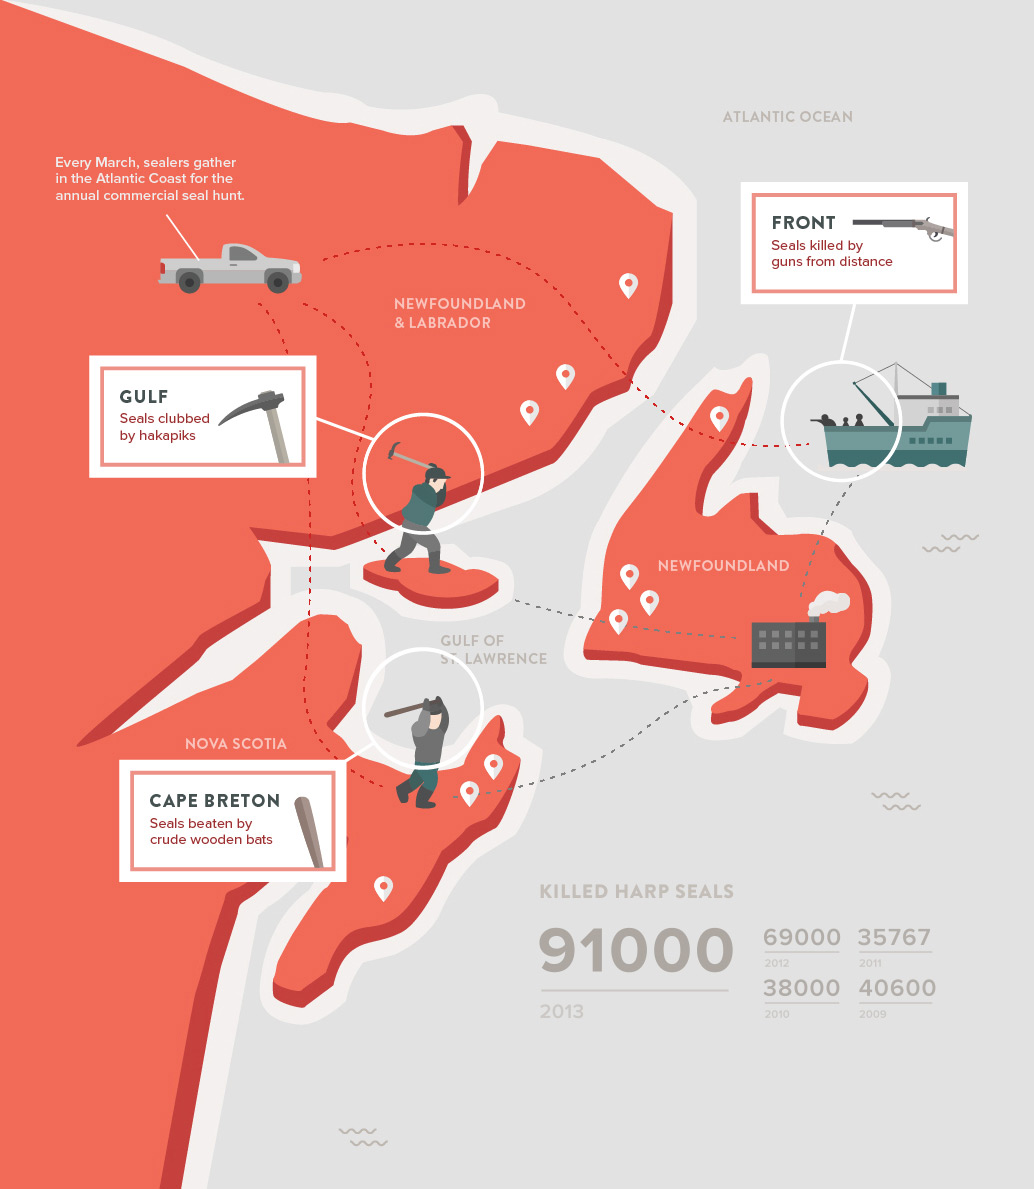 ATLANTIC OCEAN
Every March, sealers gather
in the Atlantic Coast for the
annual commercial seal hunt.
FRONT
Seals killed by
guns from distance
NEWFOUNDLAND
& LABRADOR
GULF
Seals clubbed
by hakapiks
NEWFOUNDLAND
GULF OF
ST. LAWRENCE
NOVA SCOTIA
CAPE BRETON
Seals beaten by
crude wooden bats
KILLED HARP SEALS
91000
2013
69000
2012
35767
2011
38000
2010
40600
2009